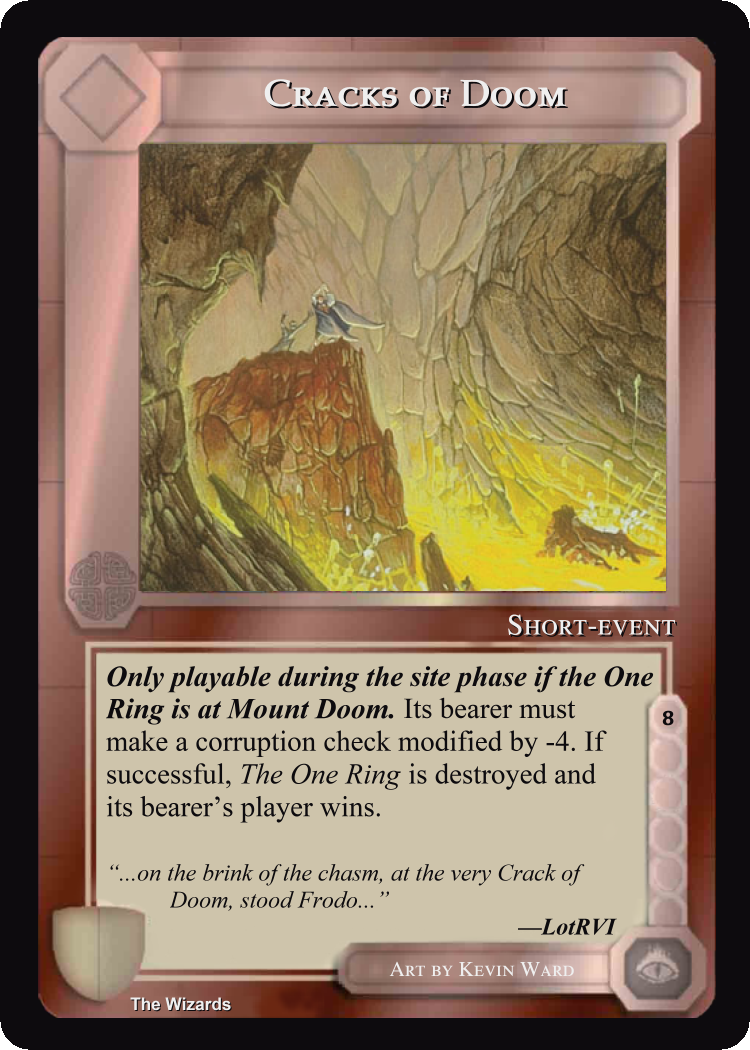 Cracks of Doom
Short-event
Only playable during the site phase if the One
Ring is at Mount Doom. Its bearer must
make a corruption check modified by -4. If
successful, The One Ring is destroyed and
its bearer's player wins.
8
“...on the brink of the chasm, at the very Crack of
Doom, stood Frodo...”
—LotRVI
Art by Kevin Ward
The Wizards